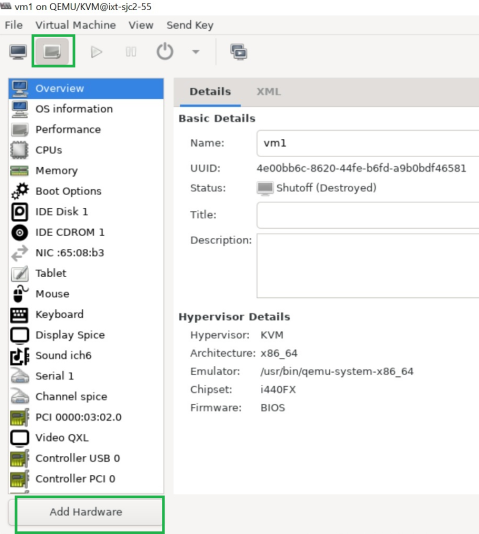 vm1 on QEMU/KVM@ixt-sjc2-55
File Virtual Machine View Send Key
Overview
OS information
Performance
CPUs
Memory
Boot Options
IDE Disk 1
IDE CDROM 1
NIC :65:08:b3
Tablet
Mouse
Keyboard
Display Spice
Sound ich6
Serial 1
Channel spice
PCI 0000:03:02.0
Video QXL
Controller USB 0
Controller PCI 0
Add Hardware
Details XML
Basic Details
Name: vm1
UUID: 4e00bb6c-8620-44fe-b6fd-a9b0bdf46581
Status: Shutoff (Destroyed)
Title:
Description:
Hypervisor Details
Hypervisor: KVM
Architecture: x86_64
Emulator: /usr/bin/qemu-system-x86_64
Chipset: i440FX
Firmware: BIOS